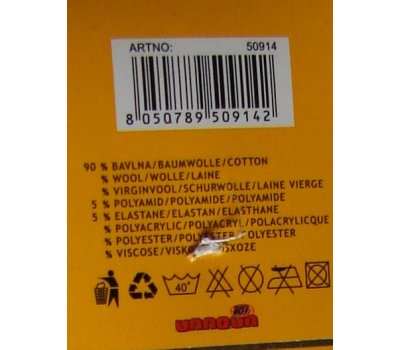 ARTNO: 50914
8 050789 509142
90 % BAVLNA/BAUMWOLLE/COTTON
% WOOL/WOLLE/LAINE
% VIRGINVOOL/SCHURWOLLE/LAINE VIERGE
5 % POLYAMID/POLYAMIDE/POLYAMIDE
5 % ELASTANE/ELASTAN/ELASTHANE
% POLYACRYLIC/POLYACRYL/POLACRYLICQUE
% POLYESTER/POLYESTER/POLYESTER
% VISCOSE/VISKO
40°